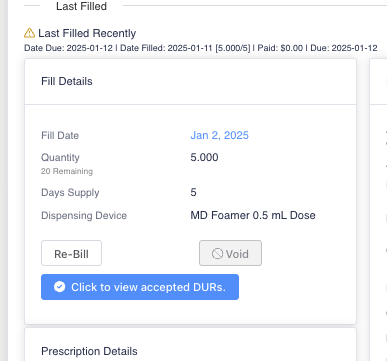 Last Filled
Last Filled Recently
Date Due: 2025-01-12 | Date Filled: 2025-01-11 [5.000/5] | Paid: $0.00 | Due: 2025-01-12
Fill Details
Fill Date Jan 2, 2025
Quantity 5.000
20 Remaining
Days Supply 5
Dispensing Device MD Foamer 0.5 mL Dose
Re-Bill Void
Click to view accepted DURs.
Prescription Details